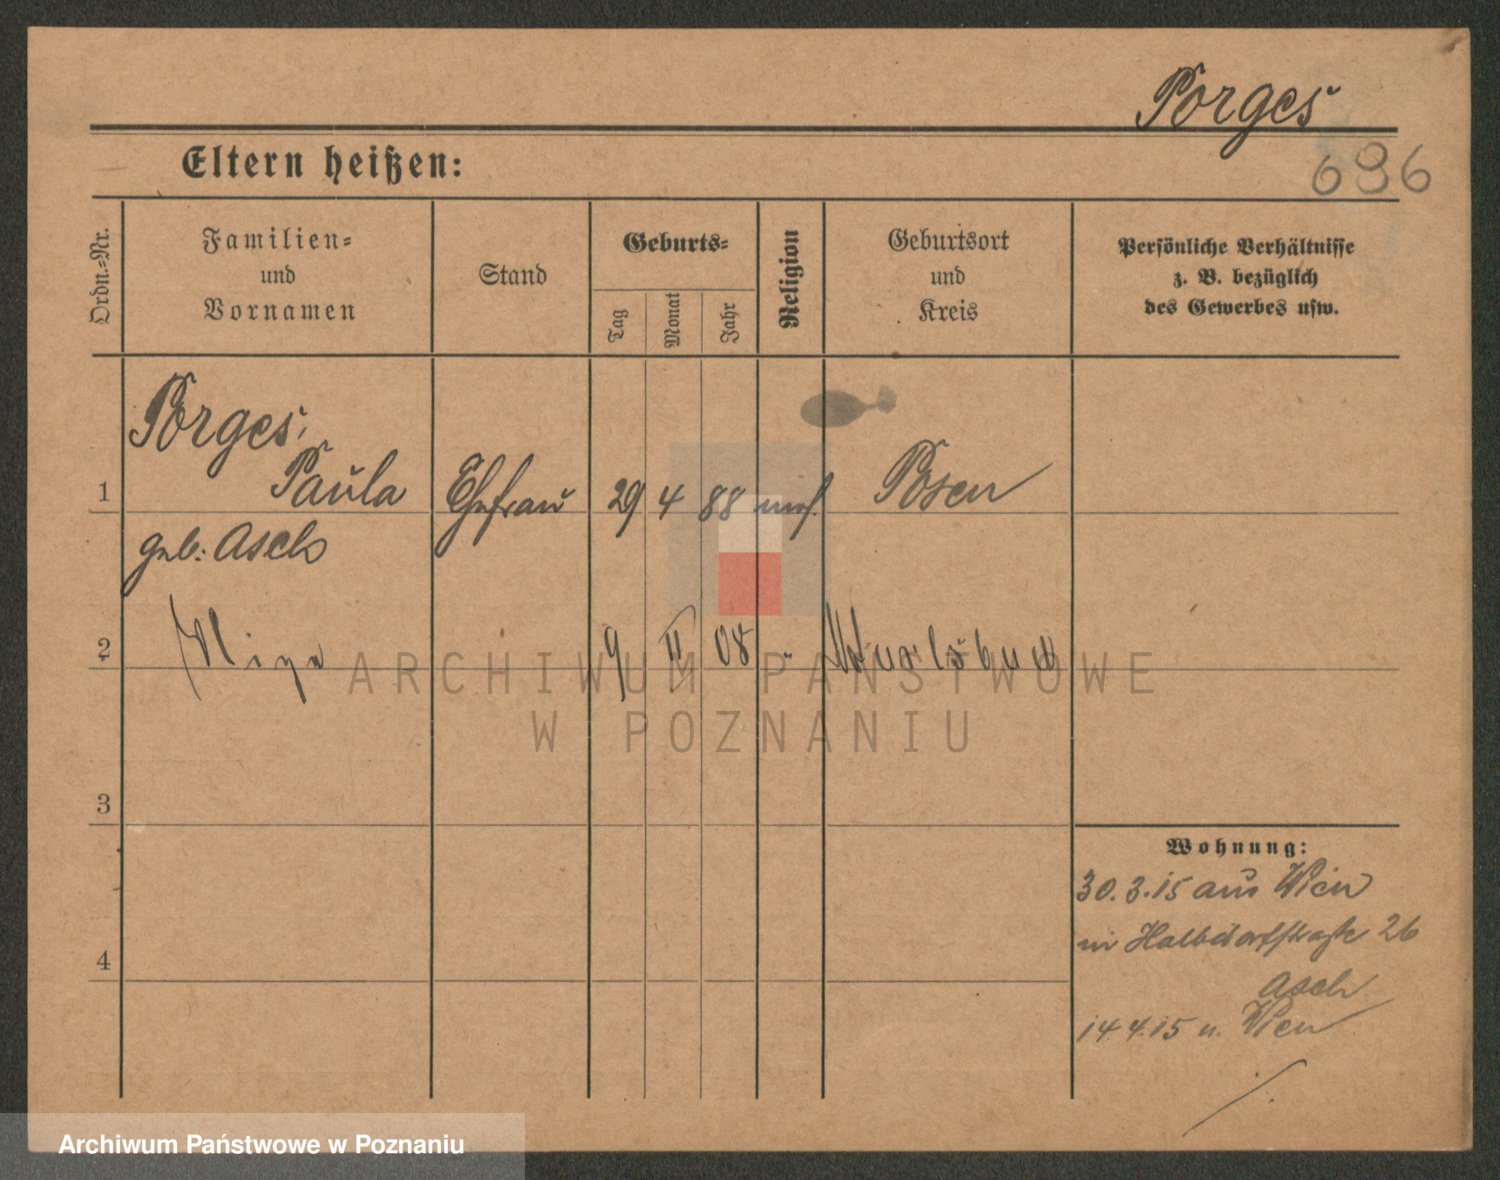 Porges
696
Eltern heißen:
Ordn.-Nr.
Familien-
und
Vornamen
Stand
Geburts-
Tag
Monat
Jahr
Religion
Geburtsort
und
Kreis
Persönliche Verhältnisse
z. B. bezüglich
des Gewerbes usw.
Porges,
1 Paula Ehefrau 29 4 88 mos. Posen
geb: Asch
2 9 II 08 "
3
Wohnung:
30.3.15 aus Wien
in Halbdorfstraße 26
Asch
4
14 4.15 n. Wien
ARCHIWUM PAŃSTWOWE
W POZNANIU
Archiwum Państwowe w Poznaniu